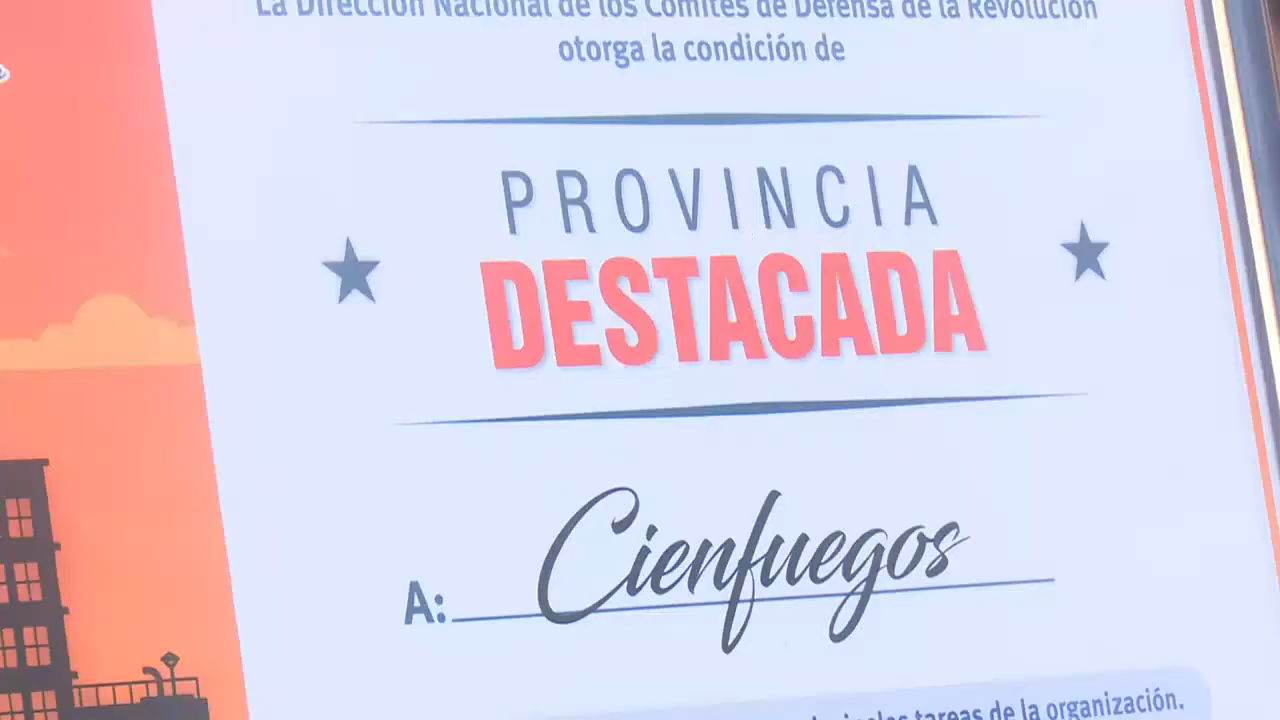 La Dirección Nacional de los Comités de Defensa de la Revolución
otorga la condición de
PROVINCIA
DESTACADA
A: Cienfuegos
tareas de la organización.